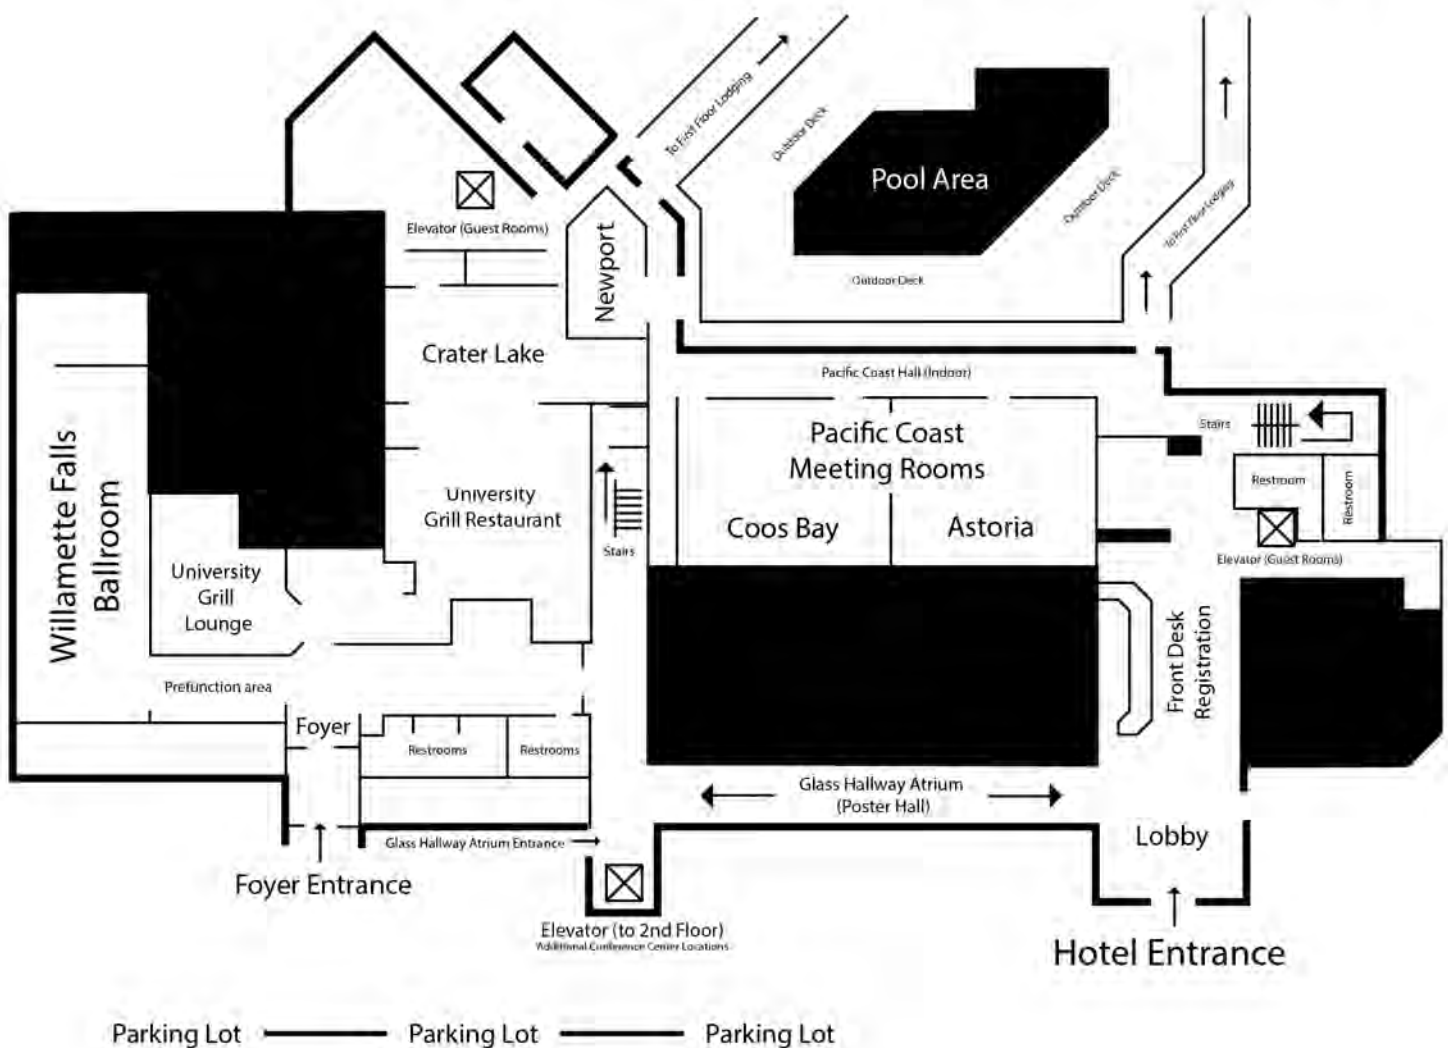 To First Floor Lodging
Outdoor Deck
Pool Area
Outdoor Deck
To First Floor Lodging
Outdoor Deck
Elevator (Guest Rooms)
Newport
Crater Lake
Pacific Coast Hall (Indoor)
Stairs
Restroom
Restroom
Elevator (Guest Rooms)
Pacific Coast
Meeting Rooms
Coos Bay
Astoria
University
Grill Restaurant
Stairs
Willamette Falls
Ballroom
University
Grill
Lounge
Front Desk
Registration
Prefunction area
Foyer
Restrooms
Restrooms
Glass Hallway Atrium
(Poster Hall)
Lobby
Glass Hallway Atrium Entrance
Foyer Entrance
Elevator (to 2nd Floor)
Additional Conference Center Locations
Hotel Entrance
Parking Lot
Parking Lot
Parking Lot